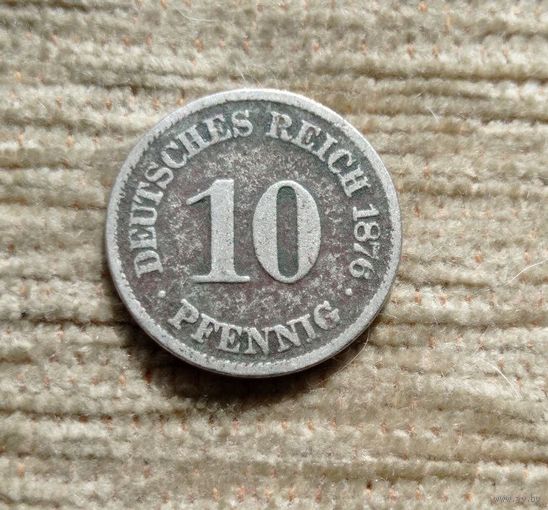 DEUTSCHES REICH 1876
10
· PFENNIG ·